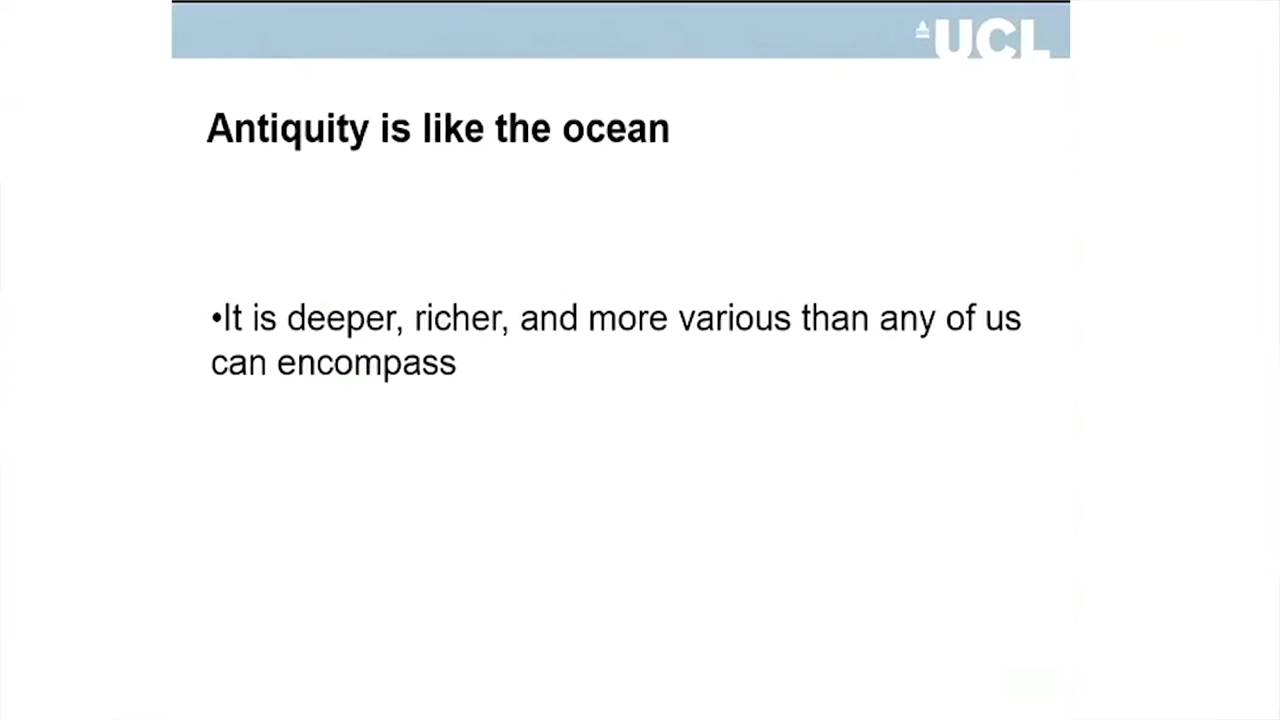 UCL
Antiquity is like the ocean
•It is deeper, richer, and more various than any of us
can encompass